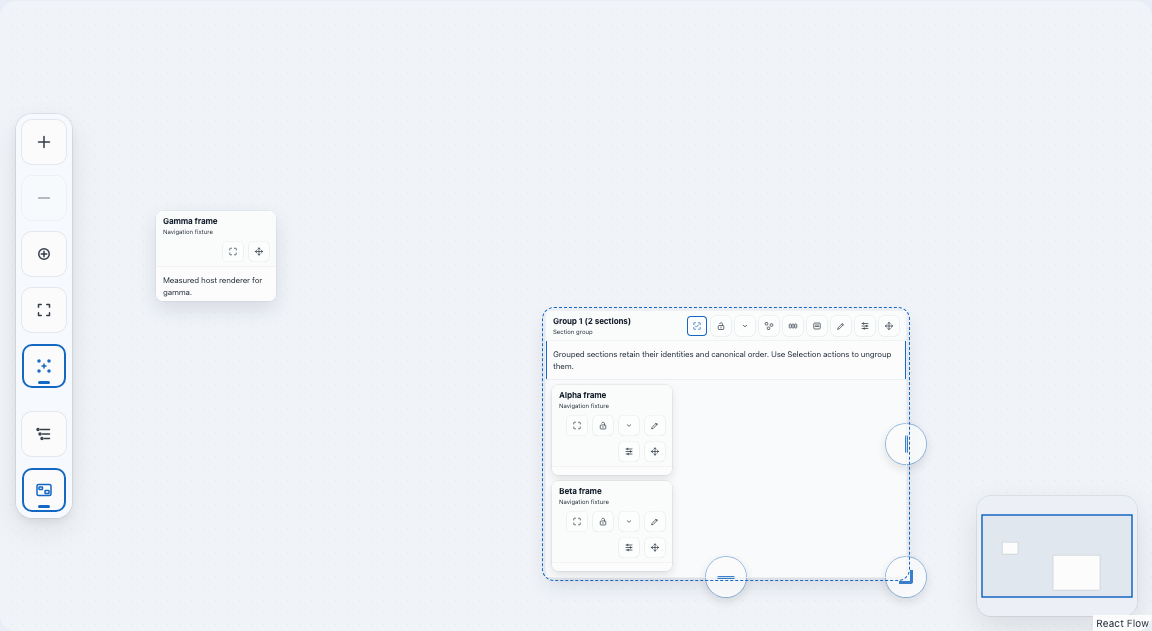 Gamma frame
Navigation fixture
Measured host renderer for
gamma.
Group 1 (2 sections)
Section group
Grouped sections retain their identities and canonical order. Use Selection actions to ungroup
them.
Alpha frame
Navigation fixture
Beta frame
Navigation fixture
React Flow